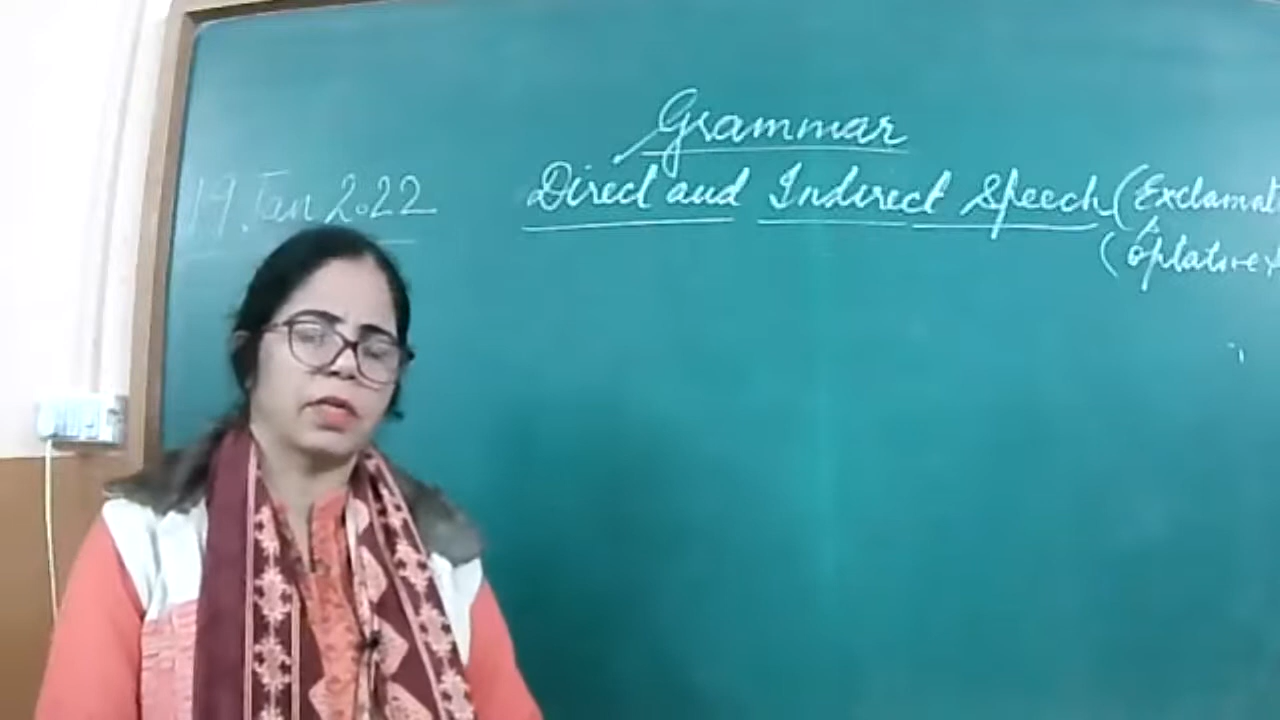 Grammar
19 Jan 2022
Direct and Indirect Speech (Exclamat
(Optative &